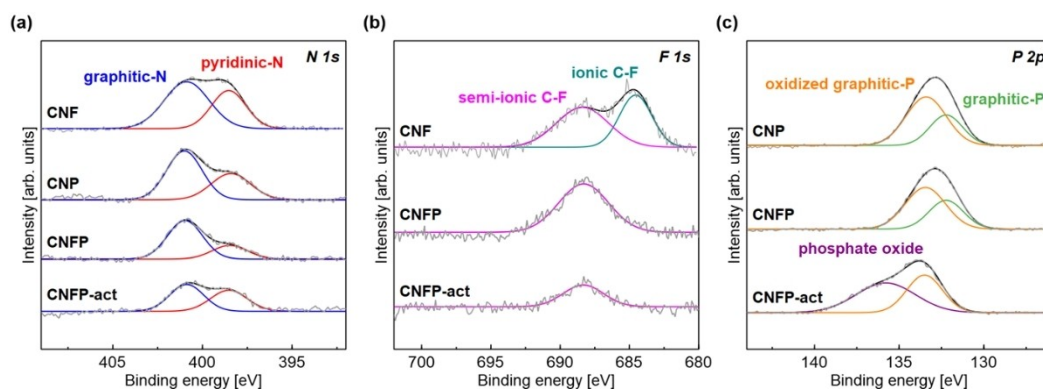 (a)
N 1s
graphitic-N
pyridinic-N
CNF
CNP
CNFP
CNFP-act
Intensity [arb. units]
405
400
395
Binding energy [eV]
(b)
F 1s
ionic C-F
semi-ionic C-F
CNF
CNFP
CNFP-act
Intensity [arb. units]
700
695
690
685
680
Binding energy [eV]
(c)
P 2p
oxidized graphitic-P
graphitic-P
CNP
CNFP
phosphate oxide
CNFP-act
Intensity [arb. units]
140
135
130
Binding energy [eV]